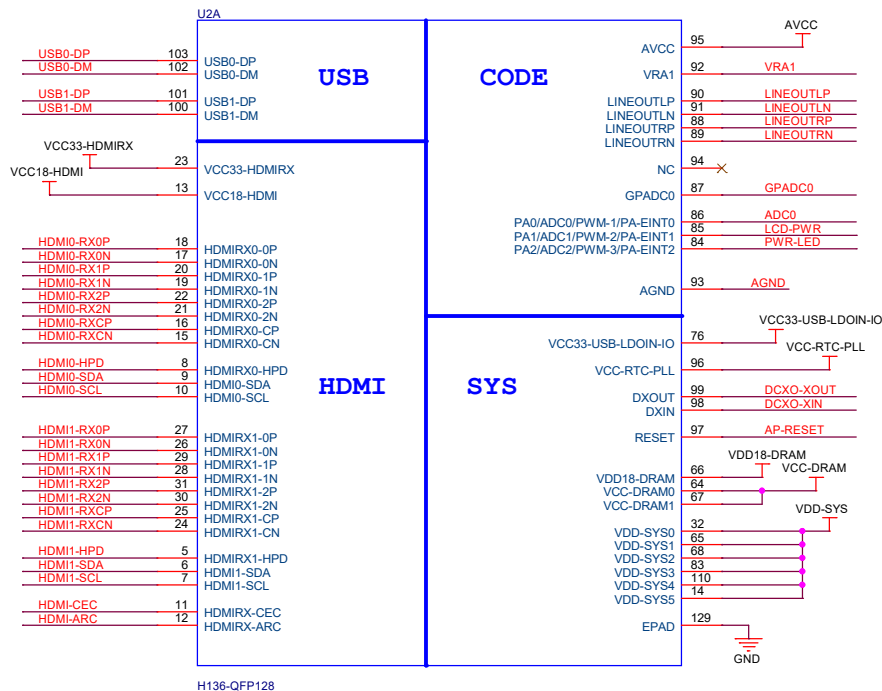 U2A
USB0-DP 103 USB0-DP
USB0-DM 102 USB0-DM
USB1-DP 101 USB1-DP
USB1-DM 100 USB1-DM
USB
VCC33-HDMIRX 23 VCC33-HDMIRX
VCC18-HDMI 13 VCC18-HDMI
HDMI0-RX0P 18 HDMIRX0-0P
HDMI0-RX0N 17 HDMIRX0-0N
HDMI0-RX1P 20 HDMIRX0-1P
HDMI0-RX1N 19 HDMIRX0-1N
HDMI0-RX2P 22 HDMIRX0-2P
HDMI0-RX2N 21 HDMIRX0-2N
HDMI0-RXCP 16 HDMIRX0-CP
HDMI0-RXCN 15 HDMIRX0-CN
HDMI0-HPD 8 HDMIRX0-HPD
HDMI0-SDA 9 HDMI0-SDA
HDMI0-SCL 10 HDMI0-SCL
HDMI
HDMI1-RX0P 27 HDMIRX1-0P
HDMI1-RX0N 26 HDMIRX1-0N
HDMI1-RX1P 29 HDMIRX1-1P
HDMI1-RX1N 28 HDMIRX1-1N
HDMI1-RX2P 31 HDMIRX1-2P
HDMI1-RX2N 30 HDMIRX1-2N
HDMI1-RXCP 25 HDMIRX1-CP
HDMI1-RXCN 24 HDMIRX1-CN
HDMI1-HPD 5 HDMIRX1-HPD
HDMI1-SDA 6 HDMI1-SDA
HDMI1-SCL 7 HDMI1-SCL
HDMI-CEC 11 HDMIRX-CEC
HDMI-ARC 12 HDMIRX-ARC
CODE
AVCC 95 AVCC
VRA1 92 VRA1
LINEOUTLP 90 LINEOUTLP
LINEOUTLN 91 LINEOUTLN
LINEOUTRP 88 LINEOUTRP
LINEOUTRN 89 LINEOUTRN
NC 94
GPADC0 87 GPADC0
PA0/ADC0/PWM-1/PA-EINT0 86 ADC0
PA1/ADC1/PWM-2/PA-EINT1 85 LCD-PWR
PA2/ADC2/PWM-3/PA-EINT2 84 PWR-LED
AGND 93 AGND
SYS
VCC33-USB-LDOIN-IO 76 VCC33-USB-LDOIN-IO
VCC-RTC-PLL 96 VCC-RTC-PLL
DXOUT 99 DCXO-XOUT
DXIN 98 DCXO-XIN
RESET 97 AP-RESET
VDD18-DRAM 66 VDD18-DRAM
VCC-DRAM0 64 VCC-DRAM
VCC-DRAM1 67
VDD-SYS0 32 VDD-SYS
VDD-SYS1 65
VDD-SYS2 68
VDD-SYS3 83
VDD-SYS4 110
VDD-SYS5 14
EPAD 129
GND
H136-QFP128